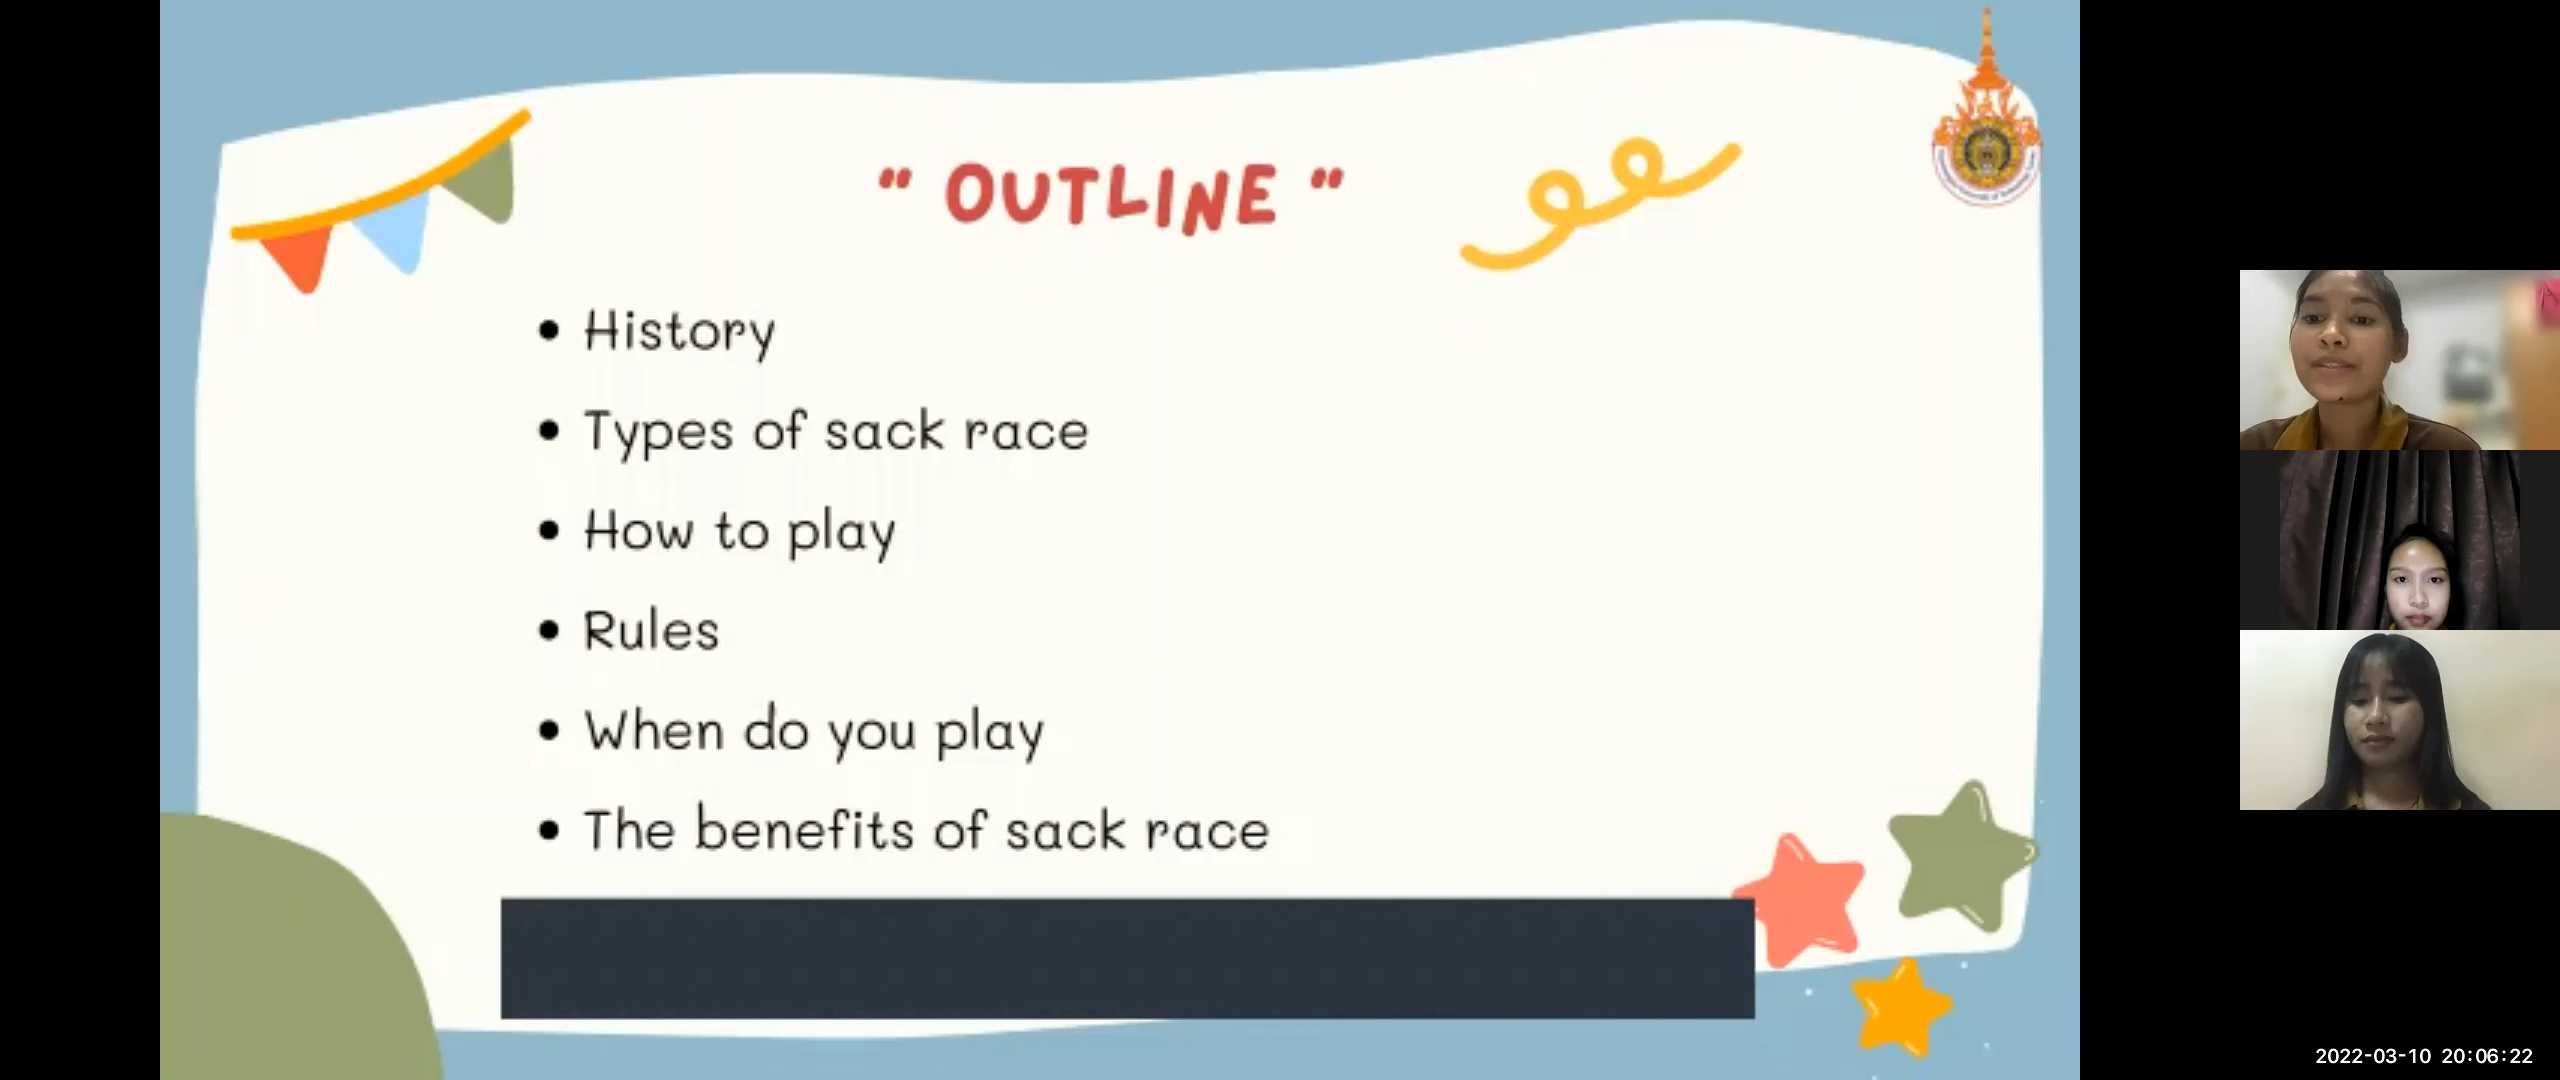 " OUTLINE "
• History
• Types of sack race
• How to play
• Rules
• When do you play
• The benefits of sack race
2022-03-10 20:06:22